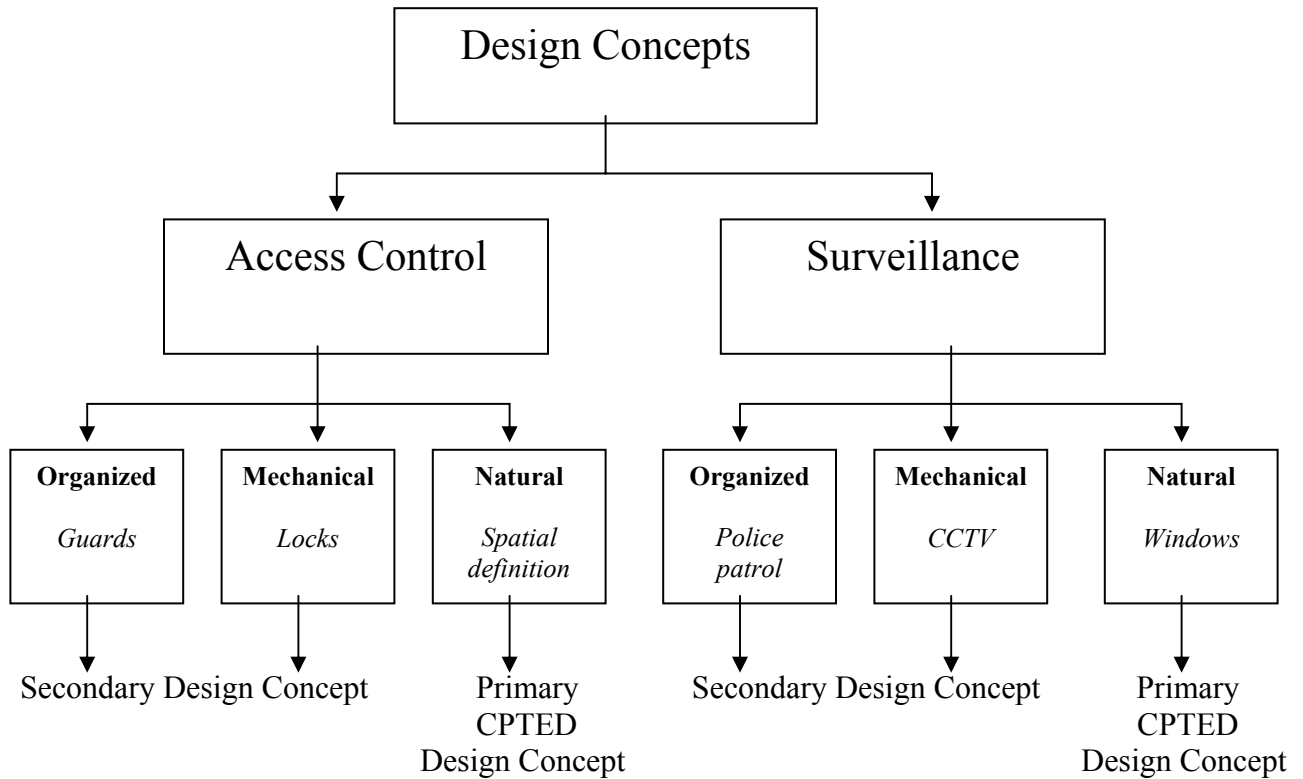 Design Concepts
Access Control
Surveillance
Organized
Guards
Mechanical
Locks
Natural
Spatial
definition
Organized
Police
patrol
Mechanical
CCTV
Natural
Windows
Secondary Design Concept
Primary
CPTED
Design Concept
Secondary Design Concept
Primary
CPTED
Design Concept